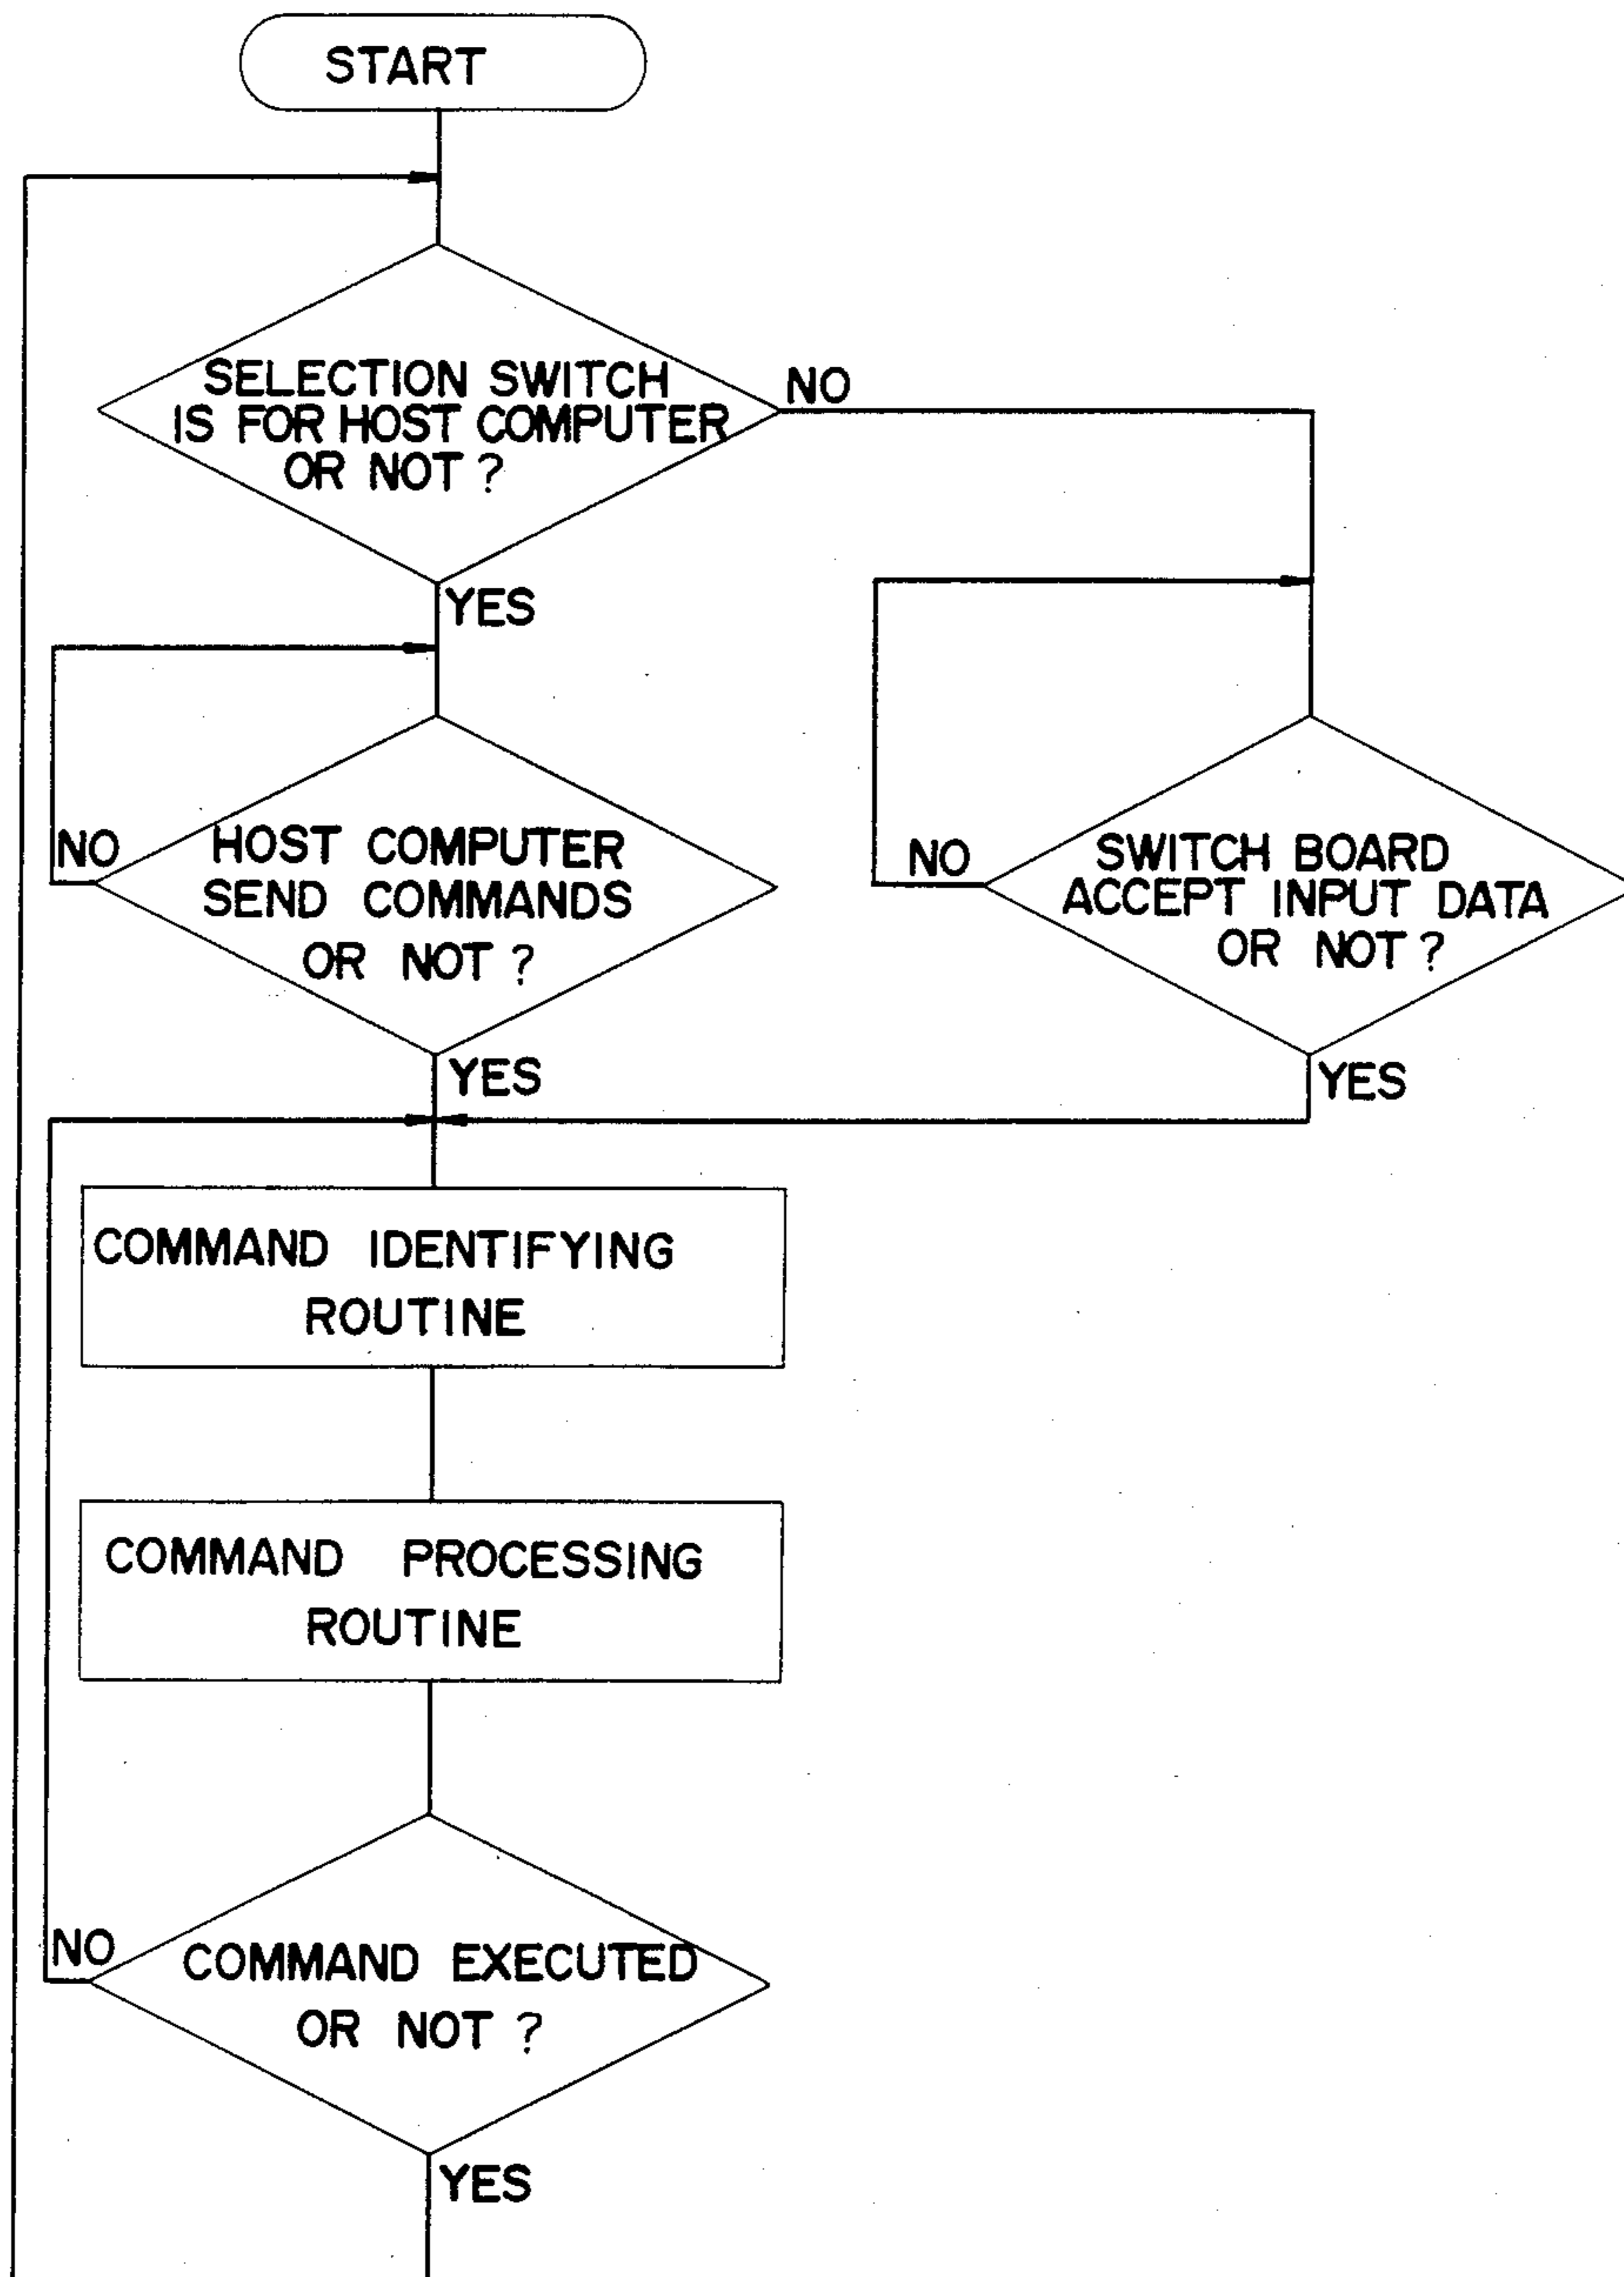 START
SELECTION SWITCH
IS FOR HOST COMPUTER
OR NOT ?
NO
YES
NO
HOST COMPUTER
SEND COMMANDS
OR NOT ?
YES
NO
SWITCH BOARD
ACCEPT INPUT DATA
OR NOT ?
YES
COMMAND IDENTIFYING
ROUTINE
COMMAND PROCESSING
ROUTINE
NO
COMMAND EXECUTED
OR NOT ?
YES